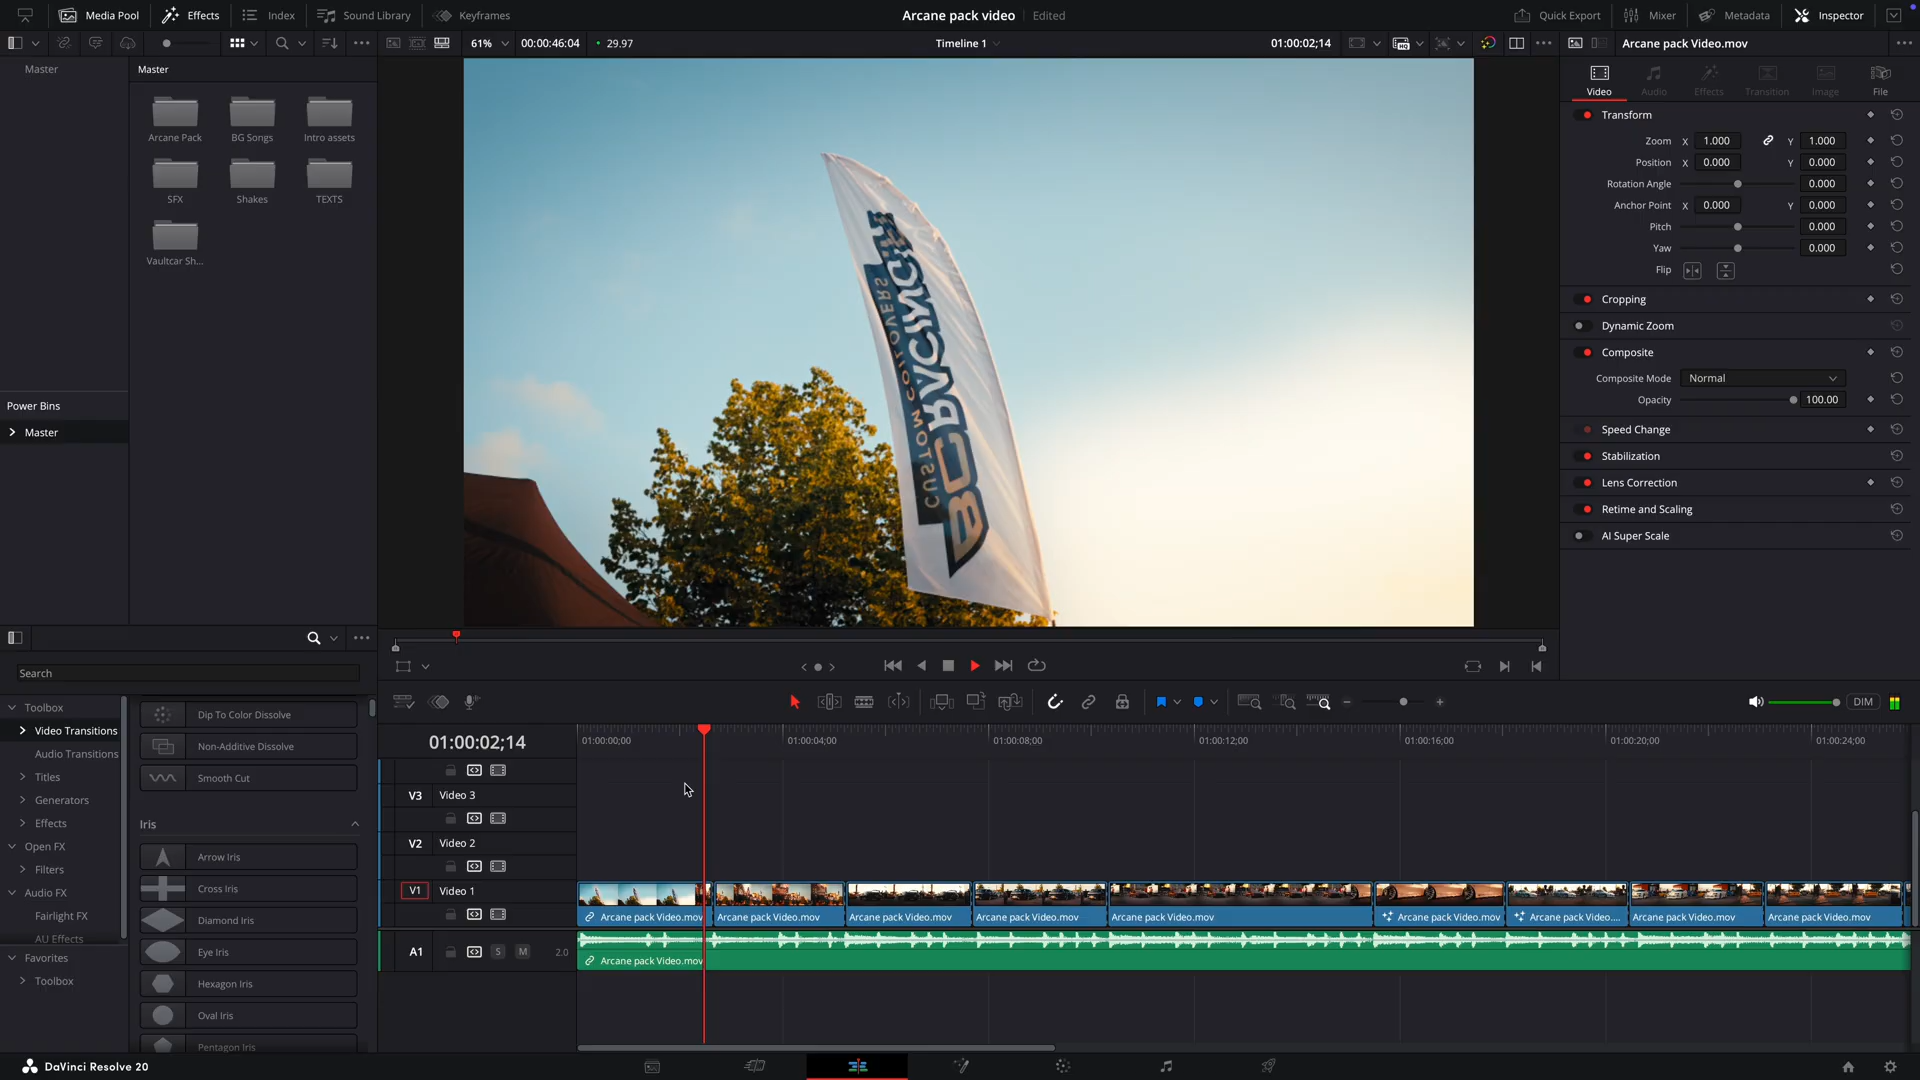 Media Pool
Effects
Index
Sound Library
Keyframes
Arcane pack video
Edited
Quick Export
Mixer
Metadata
Inspector
61%
00:00:46:04
29.97
Timeline 1
01:00:02;14
Arcane pack Video.mov
Master
Master
Arcane Pack
BG Songs
Intro assets
SFX
Shakes
TEXTS
Vaultcar Sh...
Power Bins
Master
CUSTOM COILOVERS
BC RACING
Video
Audio
Effects
Transition
Image
File
Transform
Zoom X 1.000 Y 1.000
Position X 0.000 Y 0.000
Rotation Angle 0.000
Anchor Point X 0.000 Y 0.000
Pitch 0.000
Yaw 0.000
Flip
Cropping
Dynamic Zoom
Composite
Composite Mode Normal
Opacity 100.00
Speed Change
Stabilization
Lens Correction
Retime and Scaling
AI Super Scale
Search
Toolbox
Video Transitions
Audio Transitions
Titles
Generators
Effects
Open FX
Filters
Audio FX
Fairlight FX
AU Effects
Favorites
Toolbox
Dip To Color Dissolve
Non-Additive Dissolve
Smooth Cut
Iris
Arrow Iris
Cross Iris
Diamond Iris
Eye Iris
Hexagon Iris
Oval Iris
Pentagon Iris
DIM
01:00:02;14
01:00:00;00
01:00:04;00
01:00:08;00
01:00:12;00
01:00:16;00
01:00:20;00
01:00:24;00
V3 Video 3
V2 Video 2
V1 Video 1
Arcane pack Video.mov
Arcane pack Video.mov
Arcane pack Video.mov
Arcane pack Video.mov
Arcane pack Video.mov
Arcane pack Video.mov
Arcane pack Video....
Arcane pack Video.mov
Arcane pack Video.mov
A1 S M 2.0
Arcane pack Video.mov
DaVinci Resolve 20